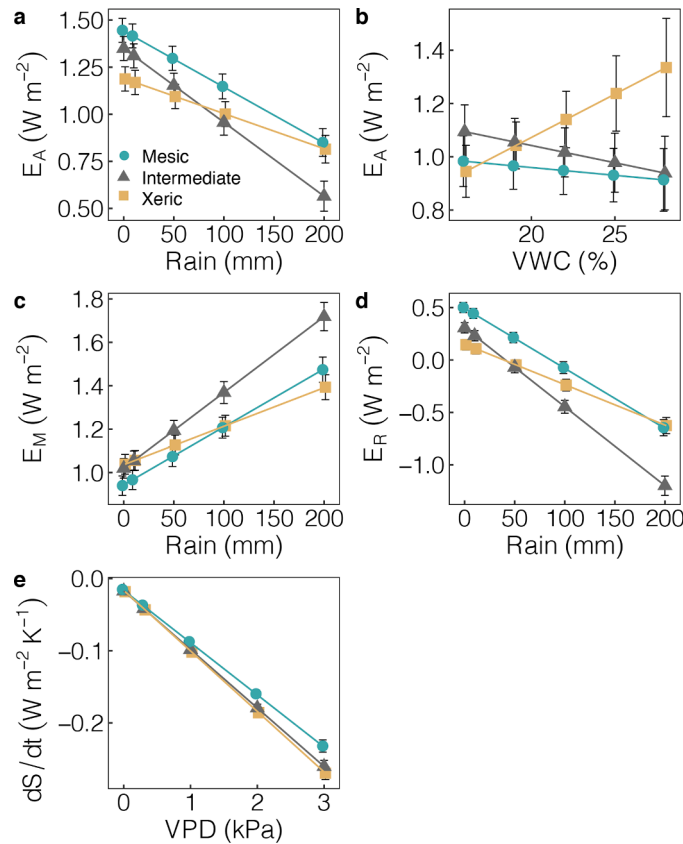 a
1.50
1.25
1.00
0.75
0.50
E_A (W m⁻²)
Mesic
Intermediate
Xeric
0 50 100 150 200
Rain (mm)
b
1.4
1.2
1.0
0.8
E_A (W m⁻²)
20 25
VWC (%)
c
1.8
1.6
1.4
1.2
1.0
E_M (W m⁻²)
0 50 100 150 200
Rain (mm)
d
0.5
0.0
−0.5
−1.0
E_R (W m⁻²)
0 50 100 150 200
Rain (mm)
e
0.0
−0.1
−0.2
dS/dt (W m⁻² K⁻¹)
0 1 2 3
VPD (kPa)